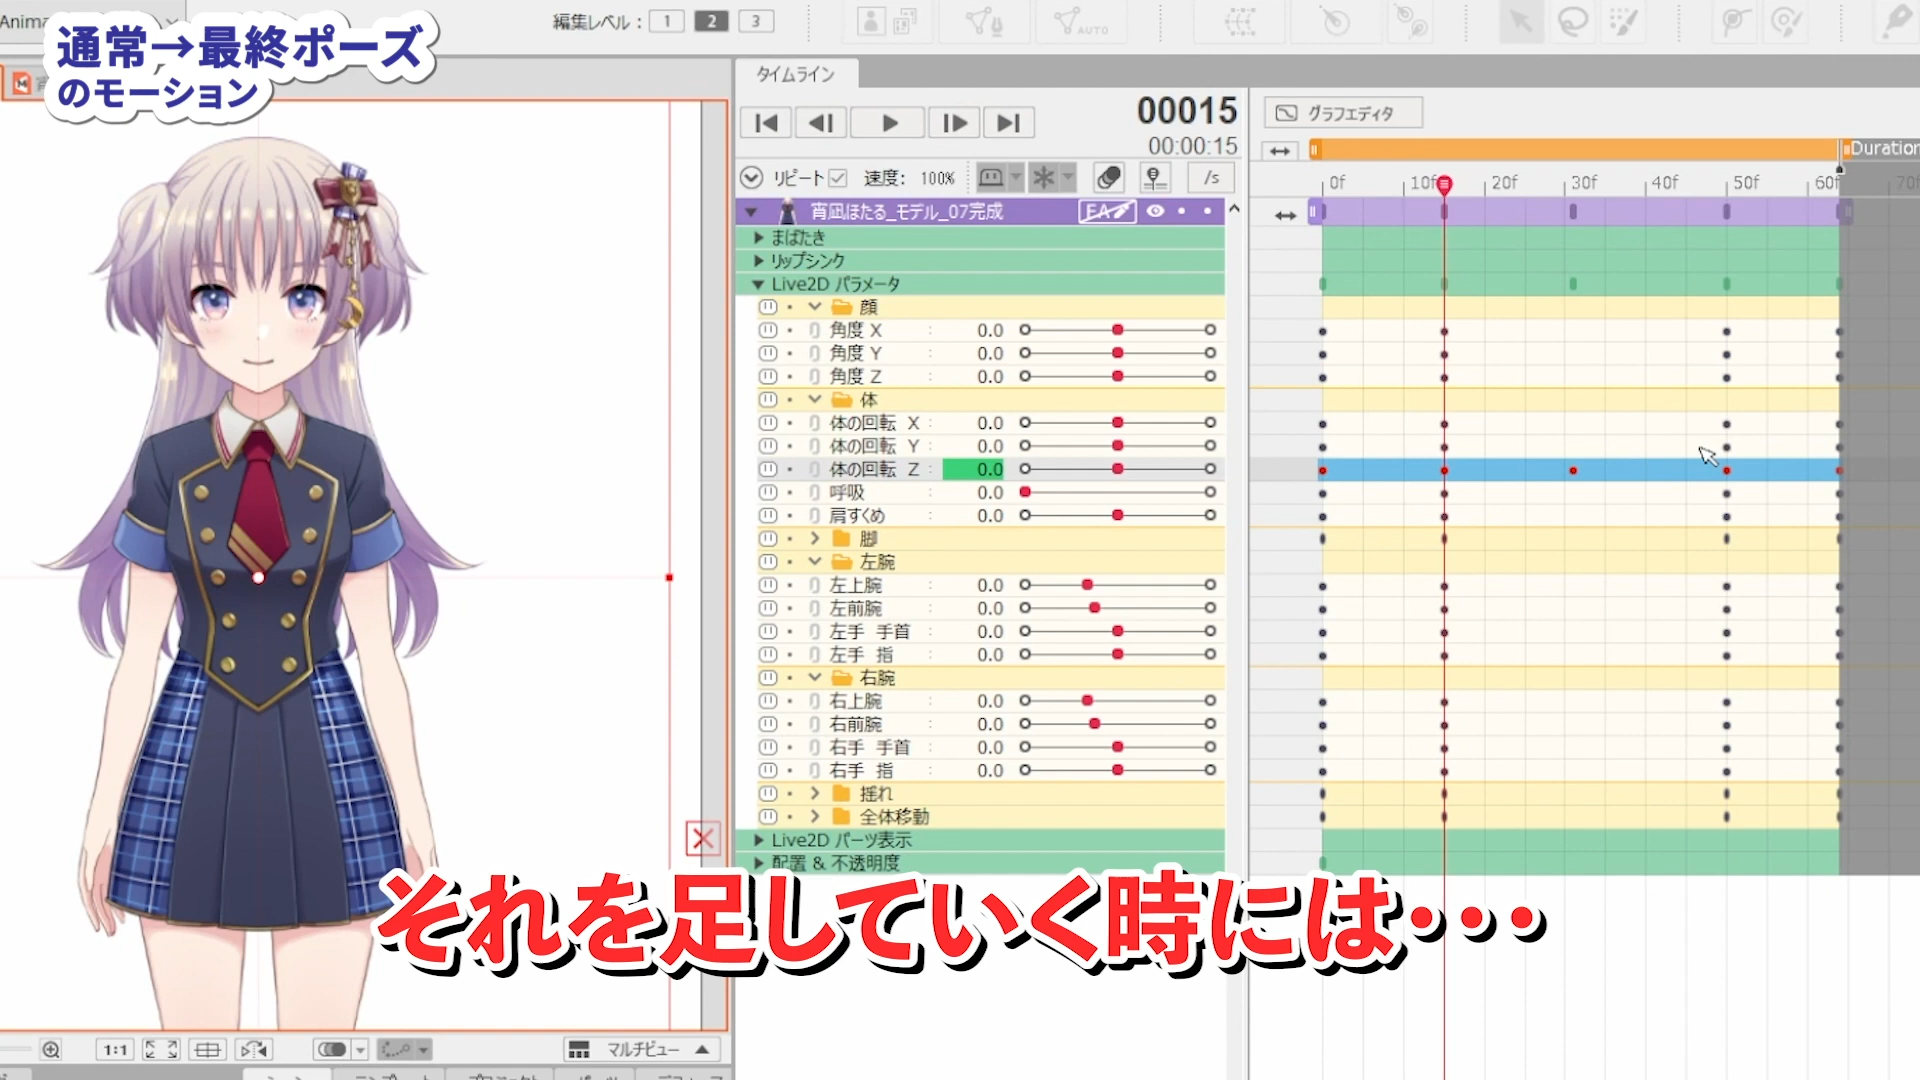 Anima
編集レベル： 1 2 3
AUTO
通常→最終ポーズ
のモーション
タイムライン
00015
00:00:15
グラフエディタ
Duration
リピート 速度: 100% /s
0f 10f 20f 30f 40f 50f 60f 70f
宵凪ほたる_モデル_07完成 EA
まばたき
リップシンク
Live2D パラメータ
顔
角度 X : 0.0
角度 Y : 0.0
角度 Z : 0.0
体
体の回転 X : 0.0
体の回転 Y : 0.0
体の回転 Z : 0.0
呼吸 : 0.0
肩すくめ : 0.0
脚
左腕
左上腕 : 0.0
左前腕 : 0.0
左手 手首 : 0.0
左手 指 : 0.0
右腕
右上腕 : 0.0
右前腕 : 0.0
右手 手首 : 0.0
右手 指 : 0.0
揺れ
全体移動
Live2D パーツ表示
配置 & 不透明度
それを足していく時には･･･
1:1
マルチビュー